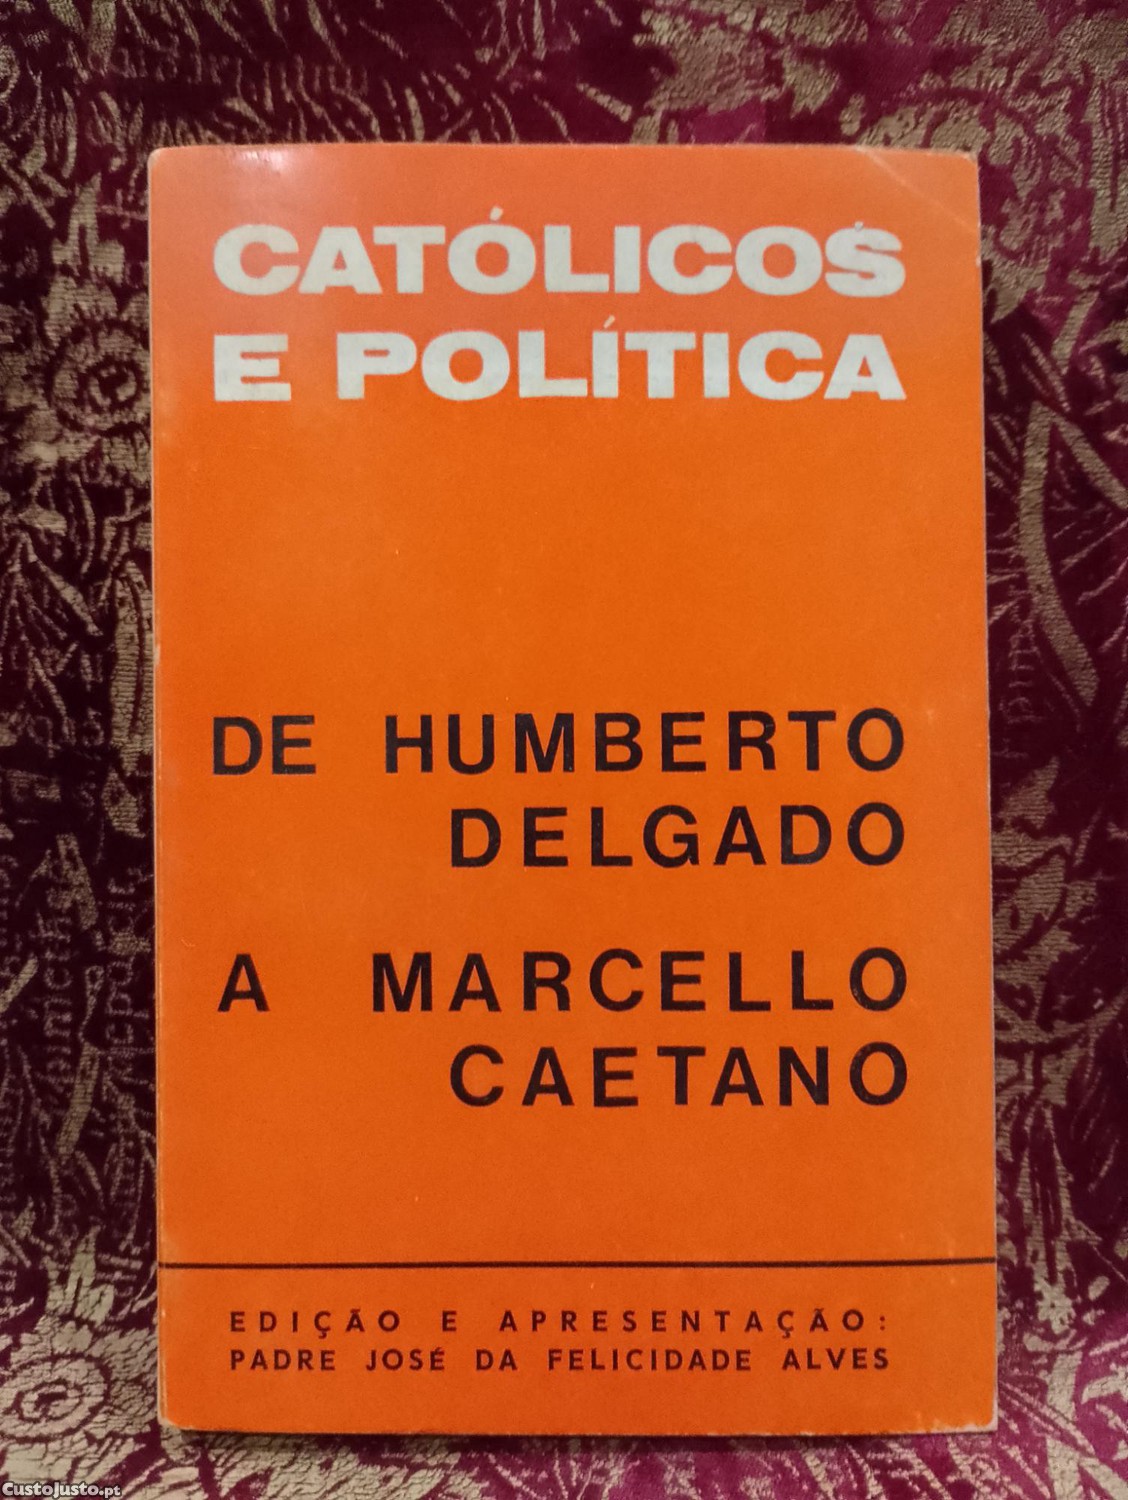 CATÓLICOS
E POLÍTICA
DE HUMBERTO
DELGADO
A MARCELLO
CAETANO
EDIÇÃO E APRESENTAÇÃO:
PADRE JOSÉ DA FELICIDADE ALVES
CustoJusto.pt